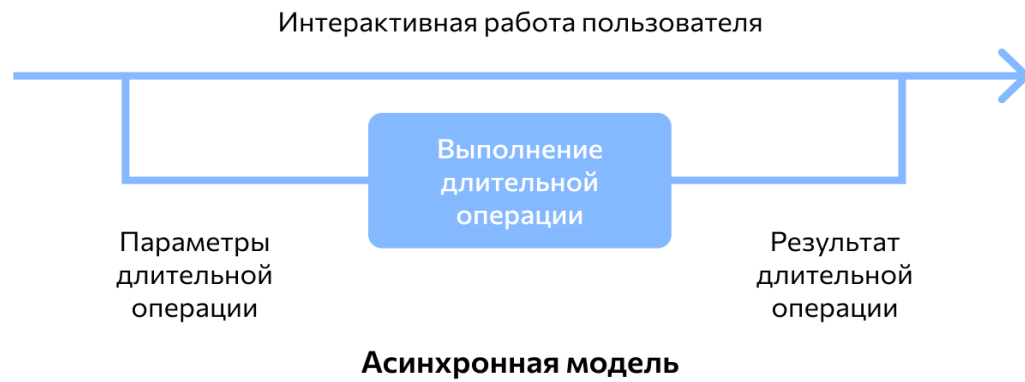 Интерактивная работа пользователя
Выполнение
длительной
операции
Параметры
длительной
операции
Результат
длительной
операции
Асинхронная модель